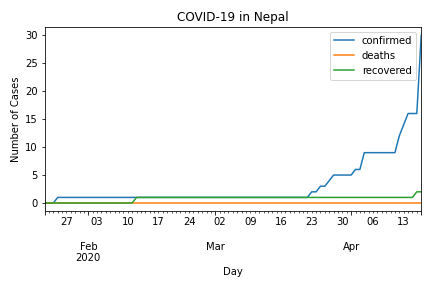 COVID-19 in Nepal
confirmed
deaths
recovered
Number of Cases
30
25
20
15
10
5
0
27 03 10 17 24 02 09 16 23 30 06 13
Feb Mar Apr
2020
Day